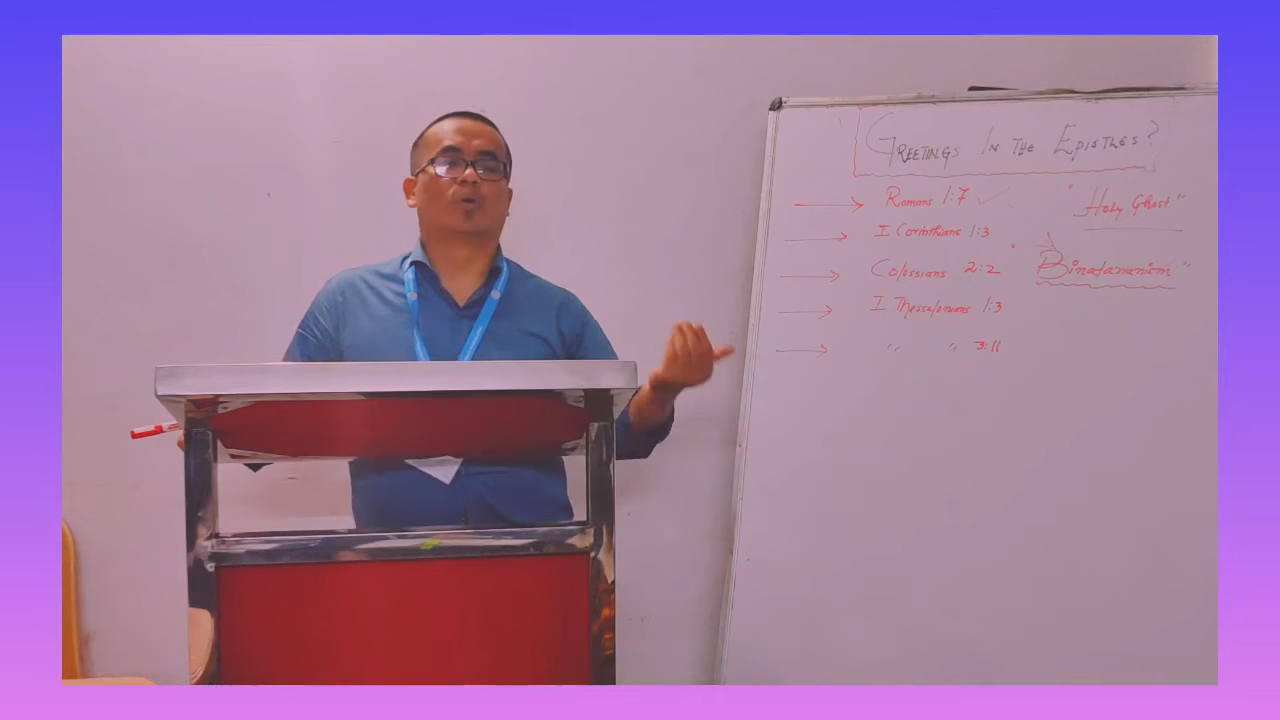 GREETINGS IN THE EPISTLES?
Romans 1:7 ✓
I Corinthians 1:3
Colossians 2:2
I Thessalonians 1:3
" " 3:11
"Holy Ghost"
"Binatarianism"